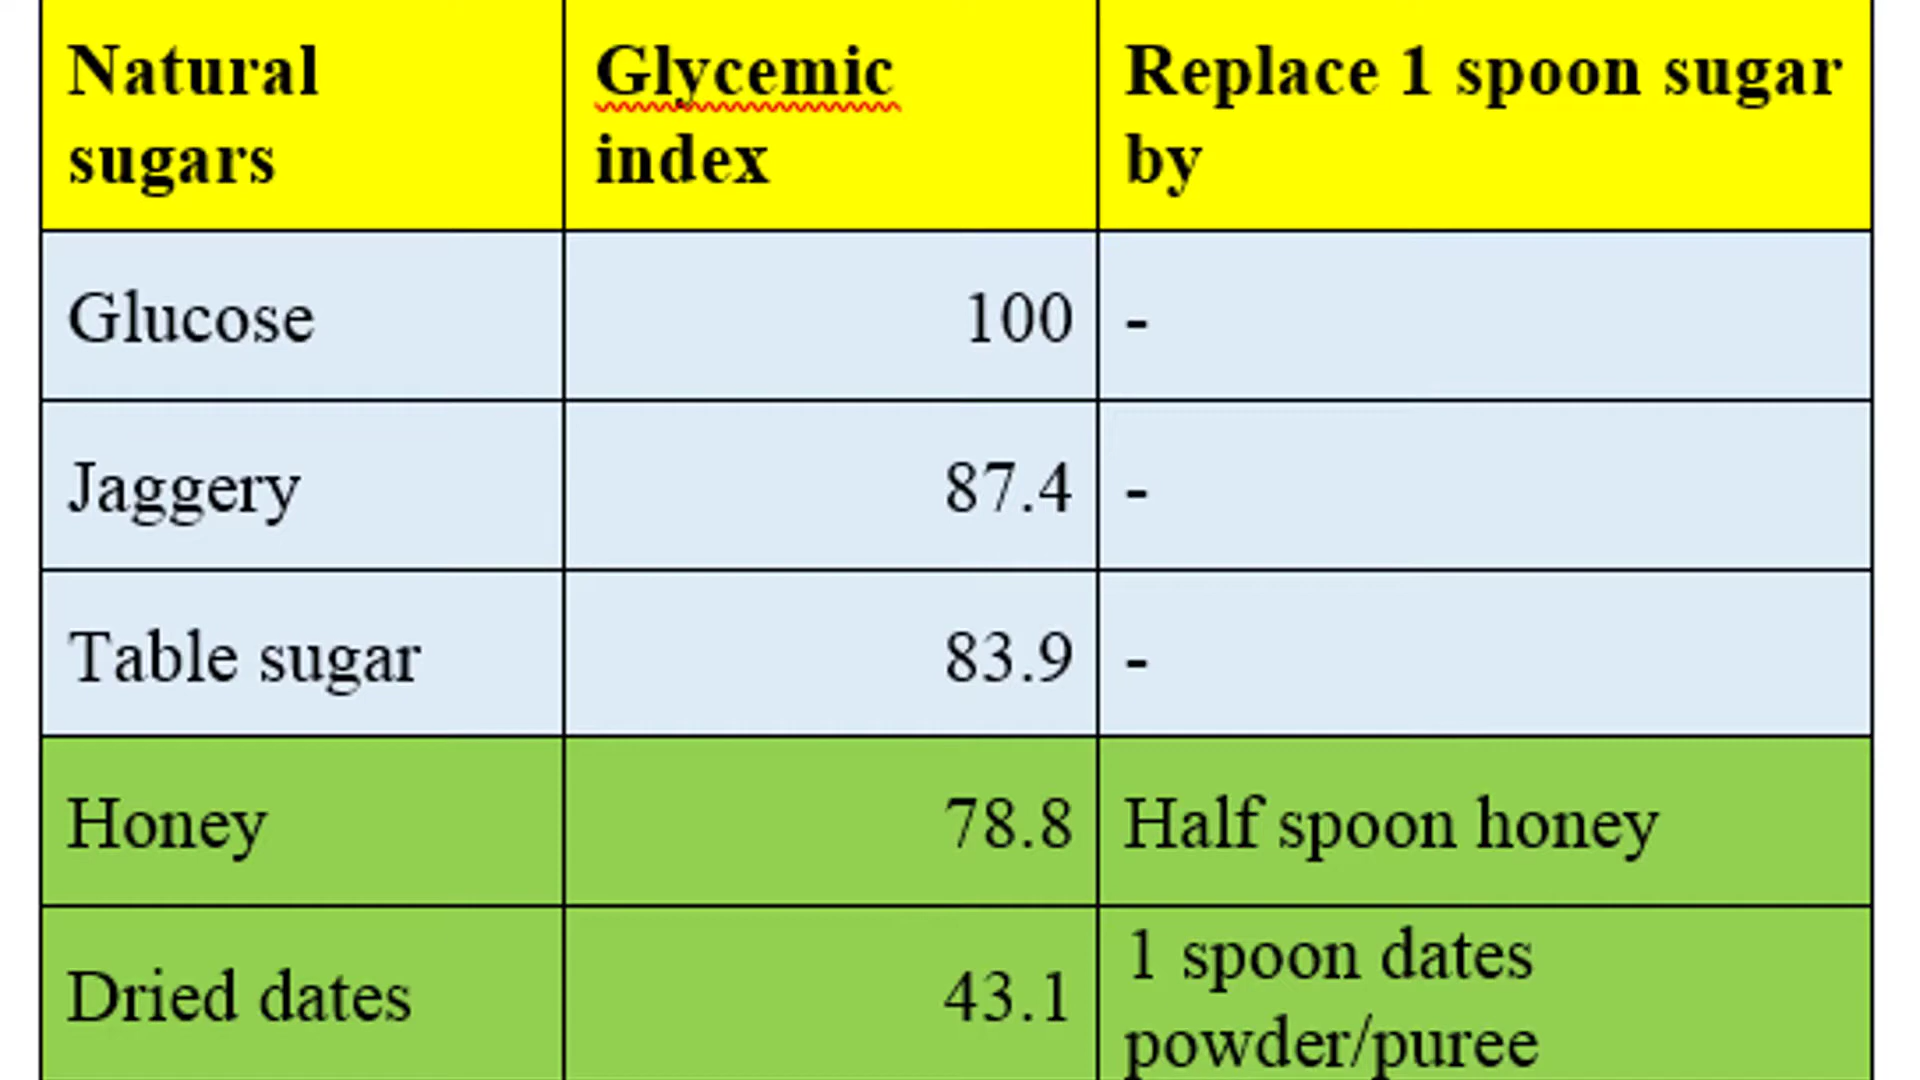 Natural sugars
Glycemic index
Replace 1 spoon sugar by
Glucose
100
-
Jaggery
87.4
-
Table sugar
83.9
-
Honey
78.8
Half spoon honey
Dried dates
43.1
1 spoon dates
powder/puree